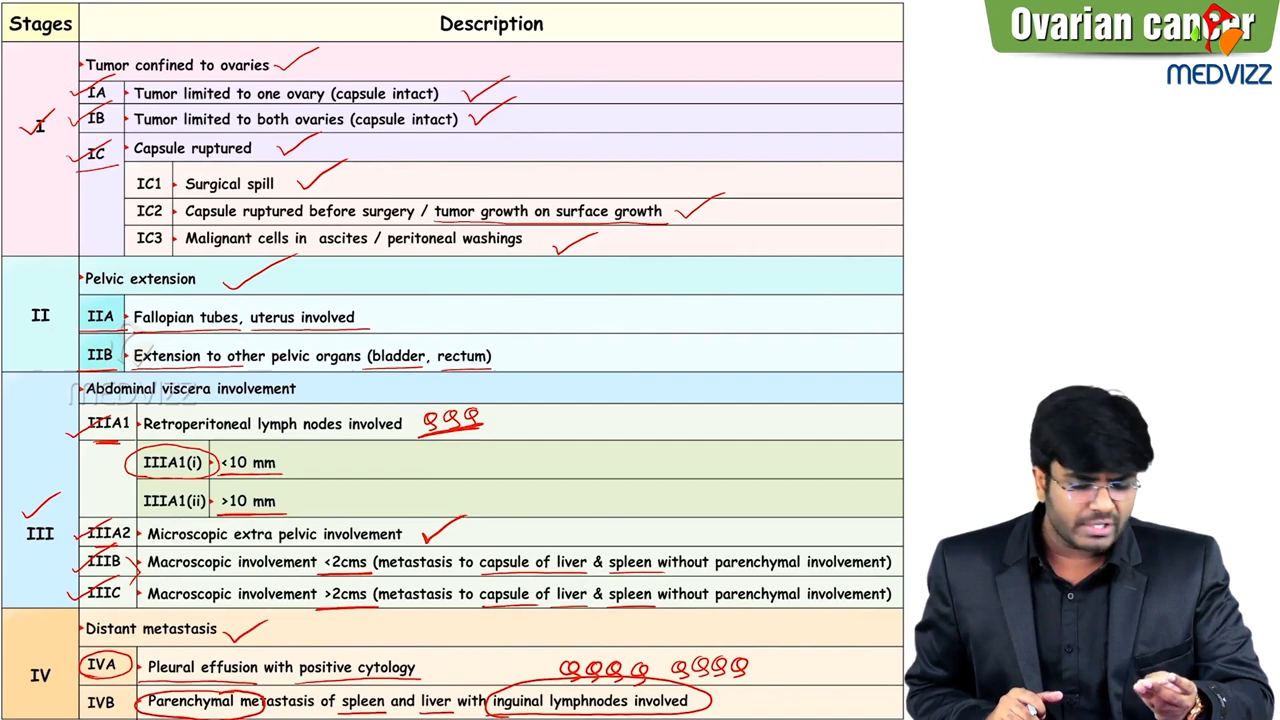 Stages Description
Ovarian cancer
MEDVIZZ
I
Tumor confined to ovaries
IA Tumor limited to one ovary (capsule intact)
IB Tumor limited to both ovaries (capsule intact)
IC Capsule ruptured
IC1 Surgical spill
IC2 Capsule ruptured before surgery / tumor growth on surface growth
IC3 Malignant cells in ascites / peritoneal washings
II
Pelvic extension
IIA Fallopian tubes, uterus involved
IIB Extension to other pelvic organs (bladder, rectum)
MEDVIZZ
III
Abdominal viscera involvement
IIIA1 Retroperitoneal lymph nodes involved
IIIA1(i) <10 mm
IIIA1(ii) >10 mm
IIIA2 Microscopic extra pelvic involvement
IIIB Macroscopic involvement <2cms (metastasis to capsule of liver & spleen without parenchymal involvement)
IIIC Macroscopic involvement >2cms (metastasis to capsule of liver & spleen without parenchymal involvement)
IV
Distant metastasis
IVA Pleural effusion with positive cytology
IVB Parenchymal metastasis of spleen and liver with inguinal lymphnodes involved